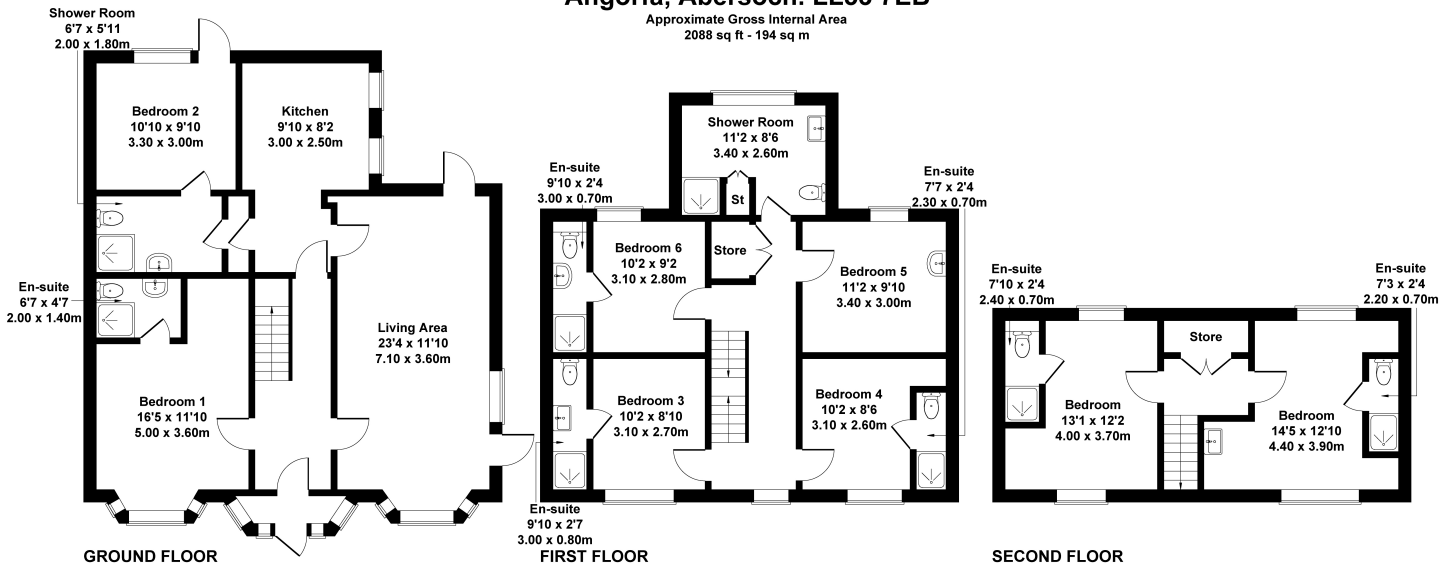 Angorfa, Abersoch. LL53 7EB
Approximate Gross Internal Area
2088 sq ft - 194 sq m
Shower Room
6'7 x 5'11
2.00 x 1.80m
Bedroom 2
10'10 x 9'10
3.30 x 3.00m
Kitchen
9'10 x 8'2
3.00 x 2.50m
En-suite
6'7 x 4'7
2.00 x 1.40m
Living Area
23'4 x 11'10
7.10 x 3.60m
Bedroom 1
16'5 x 11'10
5.00 x 3.60m
GROUND FLOOR
Shower Room
11'2 x 8'6
3.40 x 2.60m
En-suite
9'10 x 2'4
3.00 x 0.70m
En-suite
7'7 x 2'4
2.30 x 0.70m
St
Bedroom 6
10'2 x 9'2
3.10 x 2.80m
Store
Bedroom 5
11'2 x 9'10
3.40 x 3.00m
Bedroom 3
10'2 x 8'10
3.10 x 2.70m
Bedroom 4
10'2 x 8'6
3.10 x 2.60m
En-suite
9'10 x 2'7
3.00 x 0.80m
FIRST FLOOR
En-suite
7'10 x 2'4
2.40 x 0.70m
En-suite
7'3 x 2'4
2.20 x 0.70m
Store
Bedroom
13'1 x 12'2
4.00 x 3.70m
Bedroom
14'5 x 12'10
4.40 x 3.90m
SECOND FLOOR